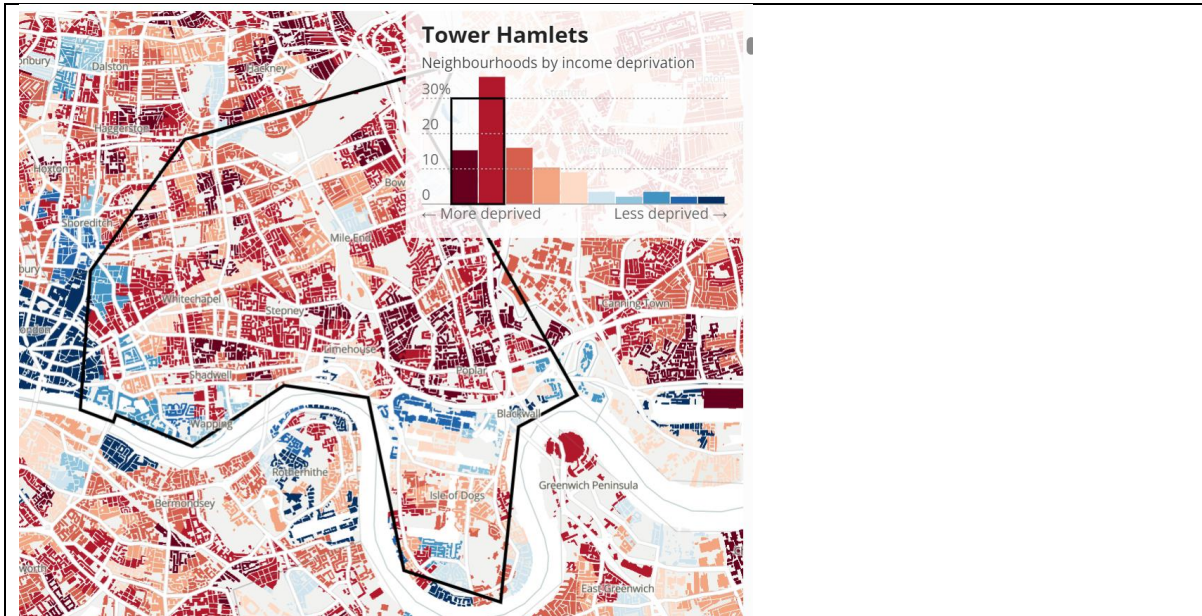 Tower Hamlets
Neighbourhoods by income deprivation
30%
20
10
0
← More deprived
Less deprived →
Dalston
Hackney
Haggerston
Hoxton
Bow
Shoreditch
Mile End
Whitechapel
Stepney
Canning Town
Limehouse
Shadwell
Poplar
Blackwall
Wapping
Rotherhithe
Greenwich Peninsula
Isle of Dogs
Bermondsey
East Greenwich